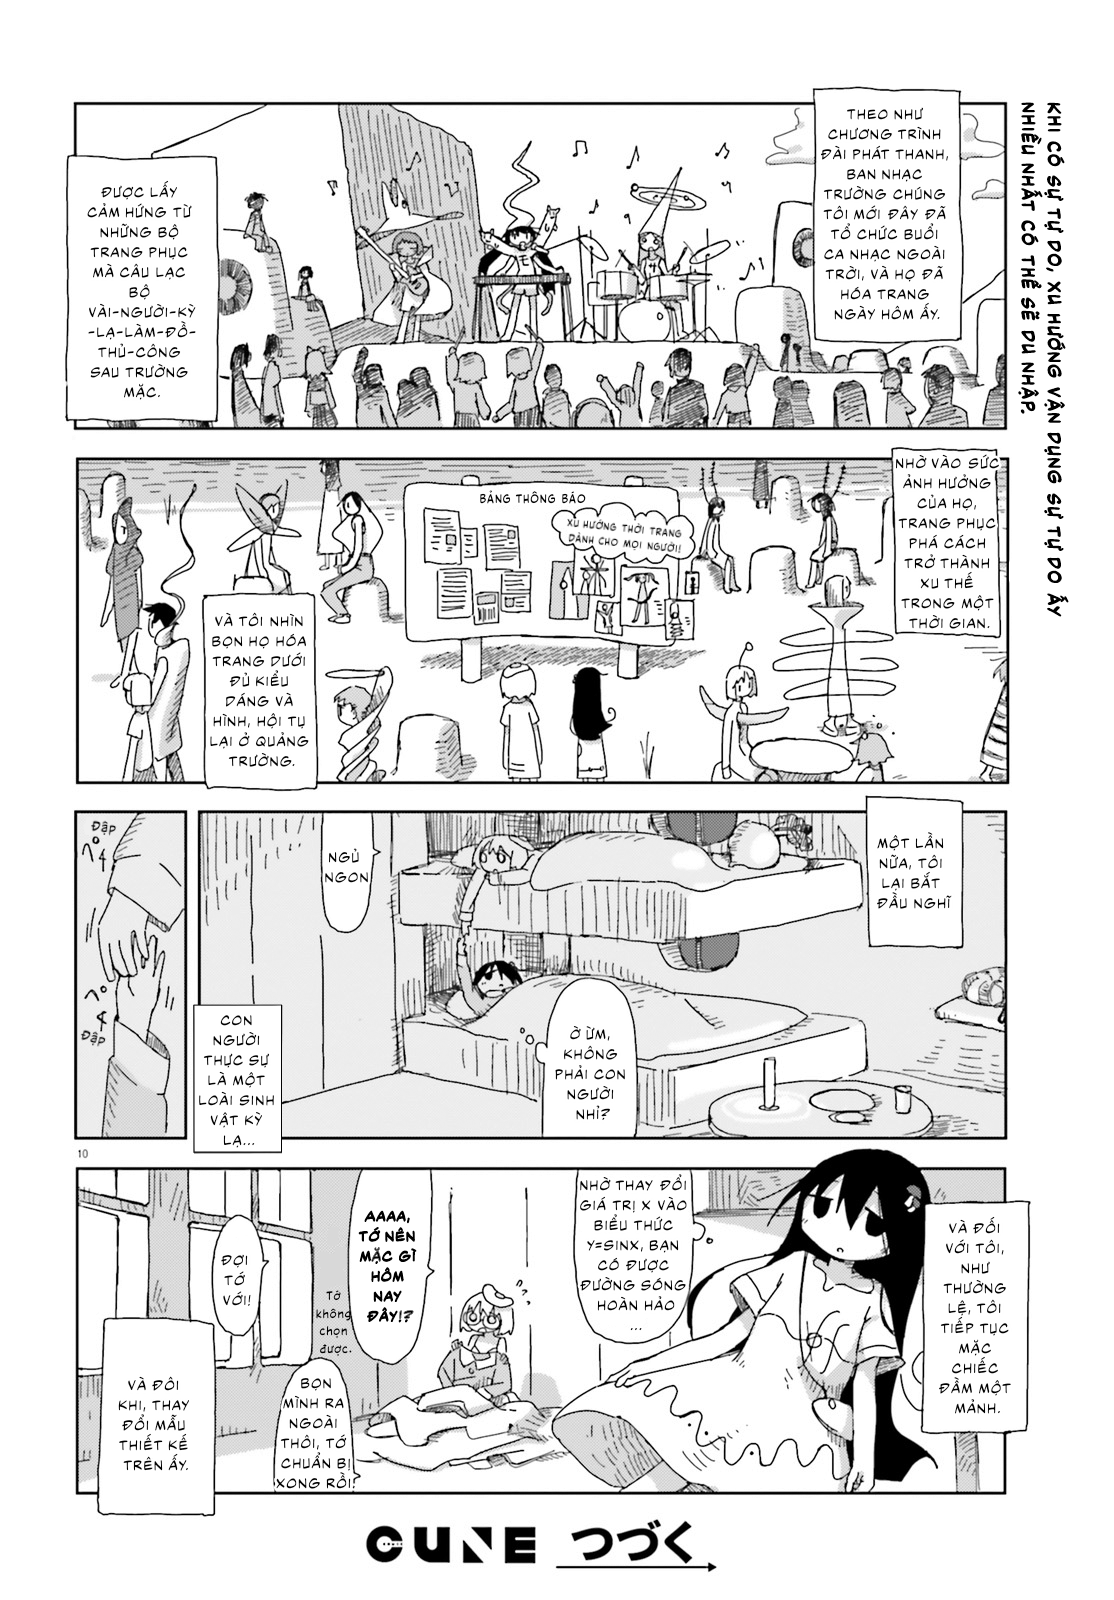 KHI CÓ SỰ TỰ DO, XU HƯỚNG VẬN DỤNG SỰ TỰ DO ẤY
NHIỀU NHẤT CÓ THỂ SẼ DU NHẬP.
THEO NHƯ
CHƯƠNG TRÌNH
ĐÀI PHÁT THANH,
BAN NHẠC
TRƯỜNG CHÚNG
TÔI MỚI ĐÂY ĐÃ
TỔ CHỨC BUỔI
CA NHẠC NGOÀI
TRỜI, VÀ HỌ ĐÃ
HÓA TRANG
NGÀY HÔM ẤY.
ĐƯỢC LẤY
CẢM HỨNG TỪ
NHỮNG BỘ
TRANG PHỤC
MÀ CÂU LẠC
BỘ
VÀI-NGƯỜI-KỲ
-LẠ-LÀM-ĐỒ-
THỦ-CÔNG
SAU TRƯỜNG
MẶC.
NHỜ VÀO SỨC
ẢNH HƯỞNG
CỦA HỌ,
TRANG PHỤC
PHÁ CÁCH
TRỞ THÀNH
XU THẾ
TRONG MỘT
THỜI GIAN.
BẢNG THÔNG BÁO
XU HƯỚNG THỜI TRANG
DÀNH CHO MỌI NGƯỜI!
VÀ TÔI NHÌN
BỌN HỌ HÓA
TRANG DƯỚI
ĐỦ KIỂU
DÁNG VÀ
HÌNH, HỘI TỤ
LẠI Ở QUẢNG
TRƯỜNG.
MỘT LẦN
NỮA, TÔI
LẠI BẮT
ĐẦU NGHĨ
NGỦ
NGON
Ờ ỪM,
KHÔNG
PHẢI CON
NGƯỜI
NHỈ?
CON
NGƯỜI
THỰC SỰ
LÀ MỘT
LOÀI SINH
VẬT KỲ
LẠ...
Đập
Đập
10
VÀ ĐỐI
VỚI TÔI,
NHƯ
THƯỜNG
LỆ, TÔI
TIẾP TỤC
MẶC
CHIẾC
ĐẦM MỘT
MẢNH.
NHỜ THAY ĐỔI
GIÁ TRỊ X VÀO
BIỂU THỨC
Y=SINX, BẠN
CÓ ĐƯỢC
ĐƯỜNG SÓNG
HOÀN HẢO
...
AAAA,
TỚ NÊN
MẶC GÌ
HÔM
NAY
ĐÂY!?
Tớ
không
chọn
được.
BỌN
MÌNH RA
NGOÀI
THÔI, TỚ
CHUẨN BỊ
XONG RỒI!
ĐỢI
TỚ
VỚI!
VÀ ĐÔI
KHI, THAY
ĐỔI MẪU
THIẾT KẾ
TRÊN ẤY.
CUNE つづく